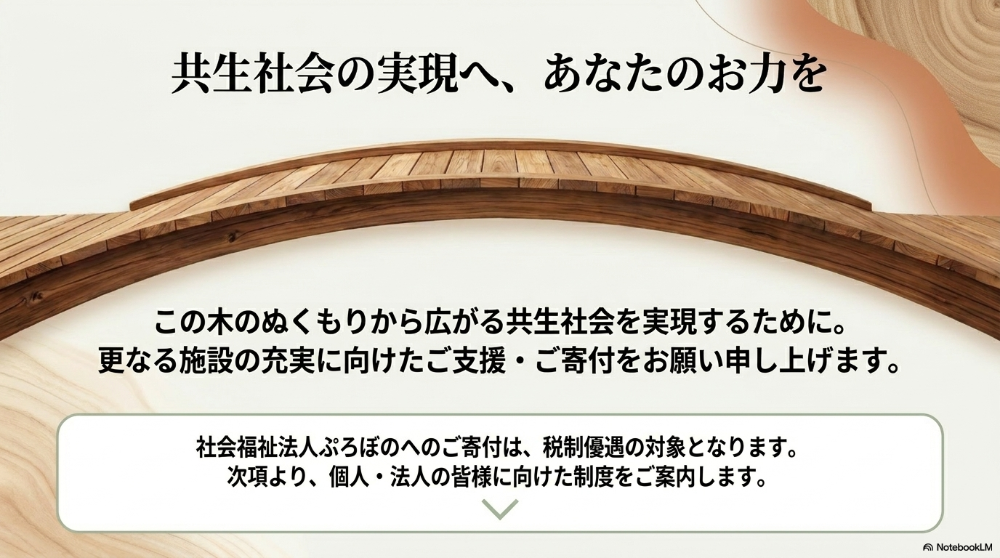 共生社会の実現へ、あなたのお力を
この木のぬくもりから広がる共生社会を実現するために。
更なる施設の充実に向けたご支援・ご寄付をお願い申し上げます。
社会福祉法人ぷろぼのへのご寄付は、税制優遇の対象となります。
次項より、個人・法人の皆様に向けた制度をご案内します。
NotebookLM